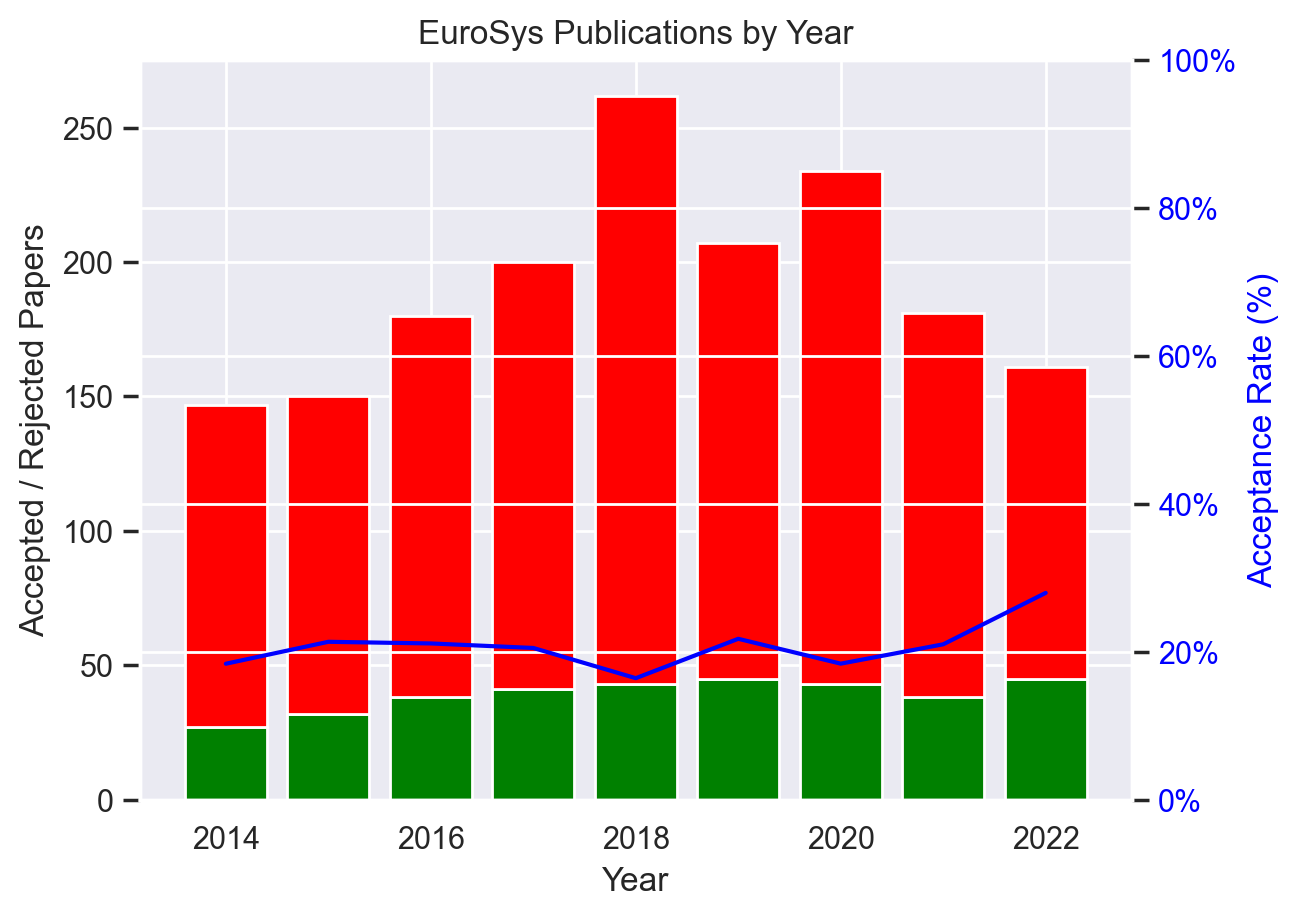 EuroSys Publications by Year
Accepted / Rejected Papers
250
200
150
100
50
0
100%
80%
60%
40%
20%
0%
Acceptance Rate (%)
2014 2016 2018 2020 2022
Year